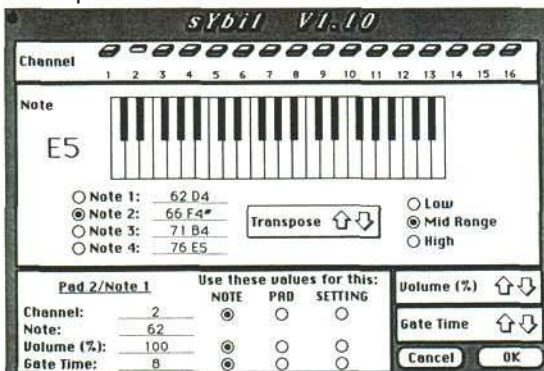 sYbil V1.10
Channel
1 2 3 4 5 6 7 8 9 10 11 12 13 14 15 16
Note
E5
Note 1: 62 D4
Note 2: 66 F4#
Note 3: 71 B4
Note 4: 76 E5
Transpose
Low
Mid Range
High
Pad 2/Note 1
Use these values for this:
NOTE PAD SETTING
Channel: 2
Note: 62
Volume (%): 100
Gate Time: 8
Volume (%)
Gate Time
Cancel OK